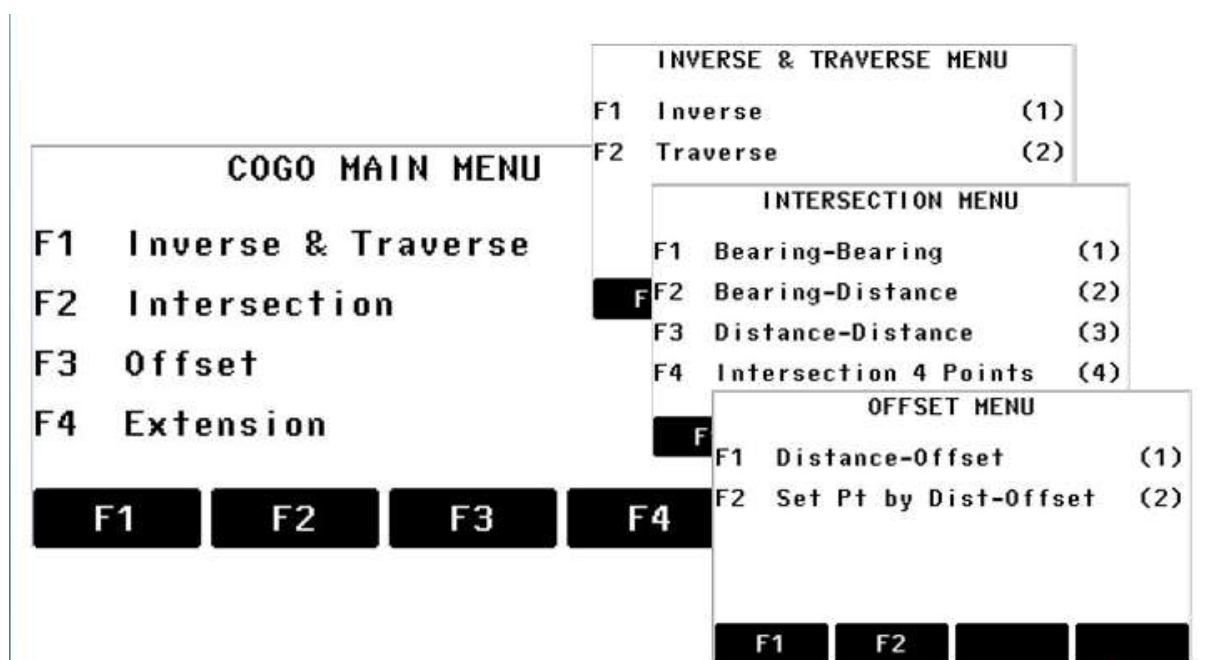 COGO MAIN MENU
F1 Inverse & Traverse
F2 Intersection
F3 Offset
F4 Extension
F1 F2 F3 F4
INVERSE & TRAVERSE MENU
F1 Inverse (1)
F2 Traverse (2)
F
INTERSECTION MENU
F1 Bearing-Bearing (1)
F2 Bearing-Distance (2)
F3 Distance-Distance (3)
F4 Intersection 4 Points (4)
F
OFFSET MENU
F1 Distance-Offset (1)
F2 Set Pt by Dist-Offset (2)
F1 F2